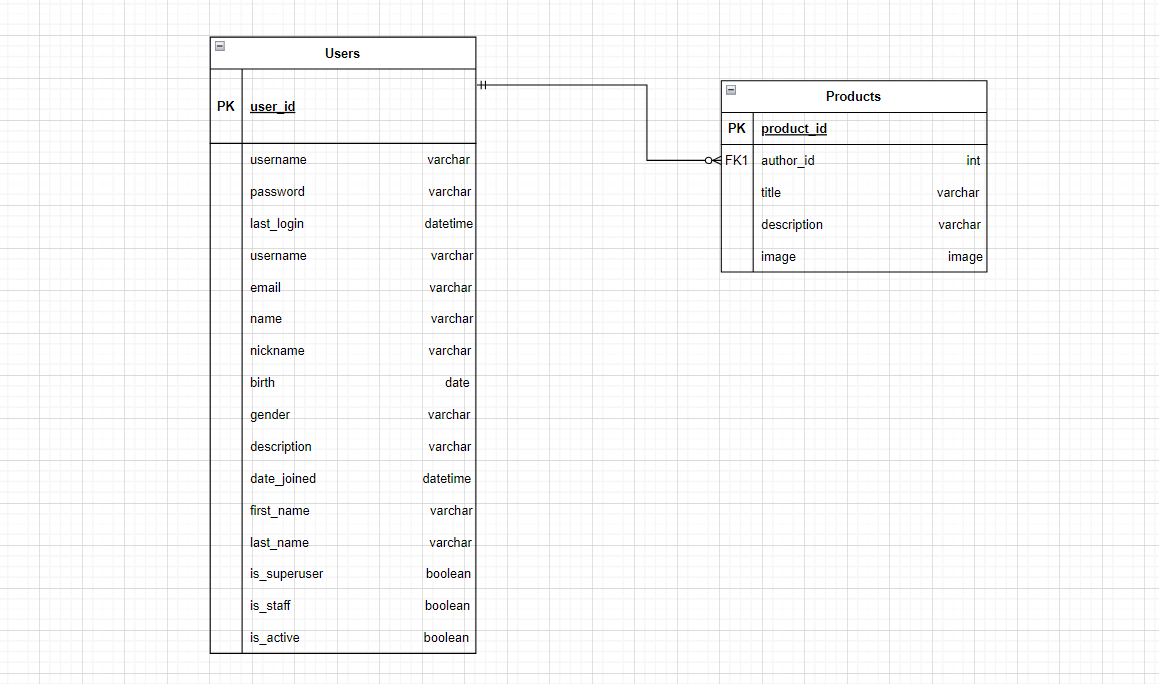 Users
PK user_id
username varchar
password varchar
last_login datetime
username varchar
email varchar
name varchar
nickname varchar
birth date
gender varchar
description varchar
date_joined datetime
first_name varchar
last_name varchar
is_superuser boolean
is_staff boolean
is_active boolean
Products
PK product_id
FK1 author_id int
title varchar
description varchar
image image